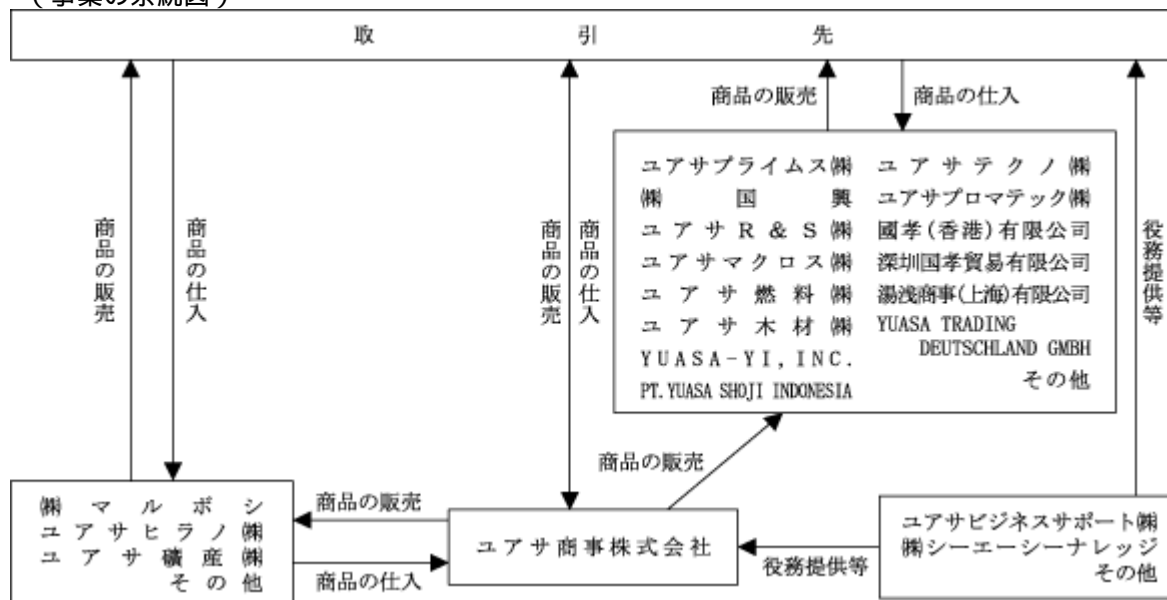 （事業の系統図）
取引先
商品の販売
商品の仕入
商品の販売
商品の仕入
商品の販売
商品の仕入
役務提供等
ユアサプライムス㈱
㈱国興
ユアサR＆S㈱
ユアサマクロス㈱
ユアサ燃料㈱
ユアサ木材㈱
YUASA-YI,INC.
PT.YUASA SHOJI INDONESIA
ユアサテクノ㈱
ユアサプロマテック㈱
國孝(香港)有限公司
深圳国孝貿易有限公司
湯浅商事(上海)有限公司
YUASA TRADING
DEUTSCHLAND GMBH
その他
商品の販売
㈱マルボシ
ユアサヒラノ㈱
ユアサ礦産㈱
その他
商品の販売
商品の仕入
ユアサ商事株式会社
役務提供等
ユアサビジネスサポート㈱
㈱シーエーシーナレッジ
その他